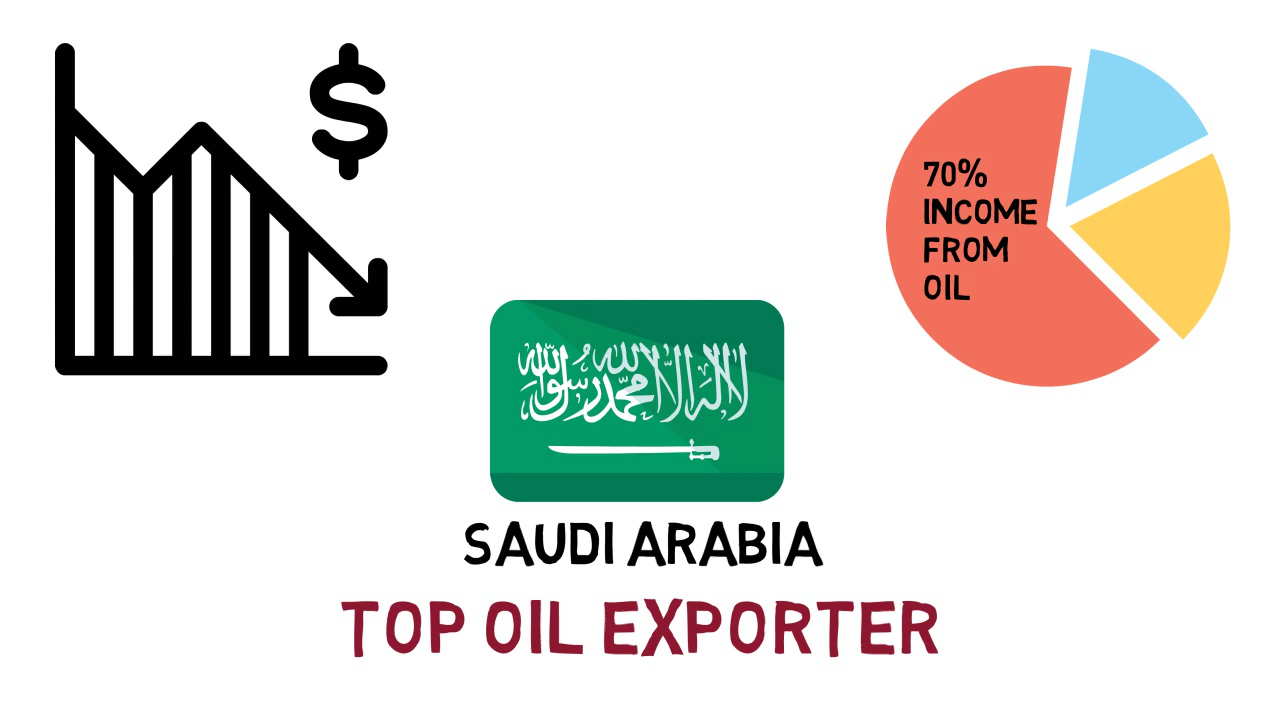 $
70%
INCOME
FROM
OIL
لا إله إلا الله محمد رسول الله
SAUDI ARABIA
TOP OIL EXPORTER